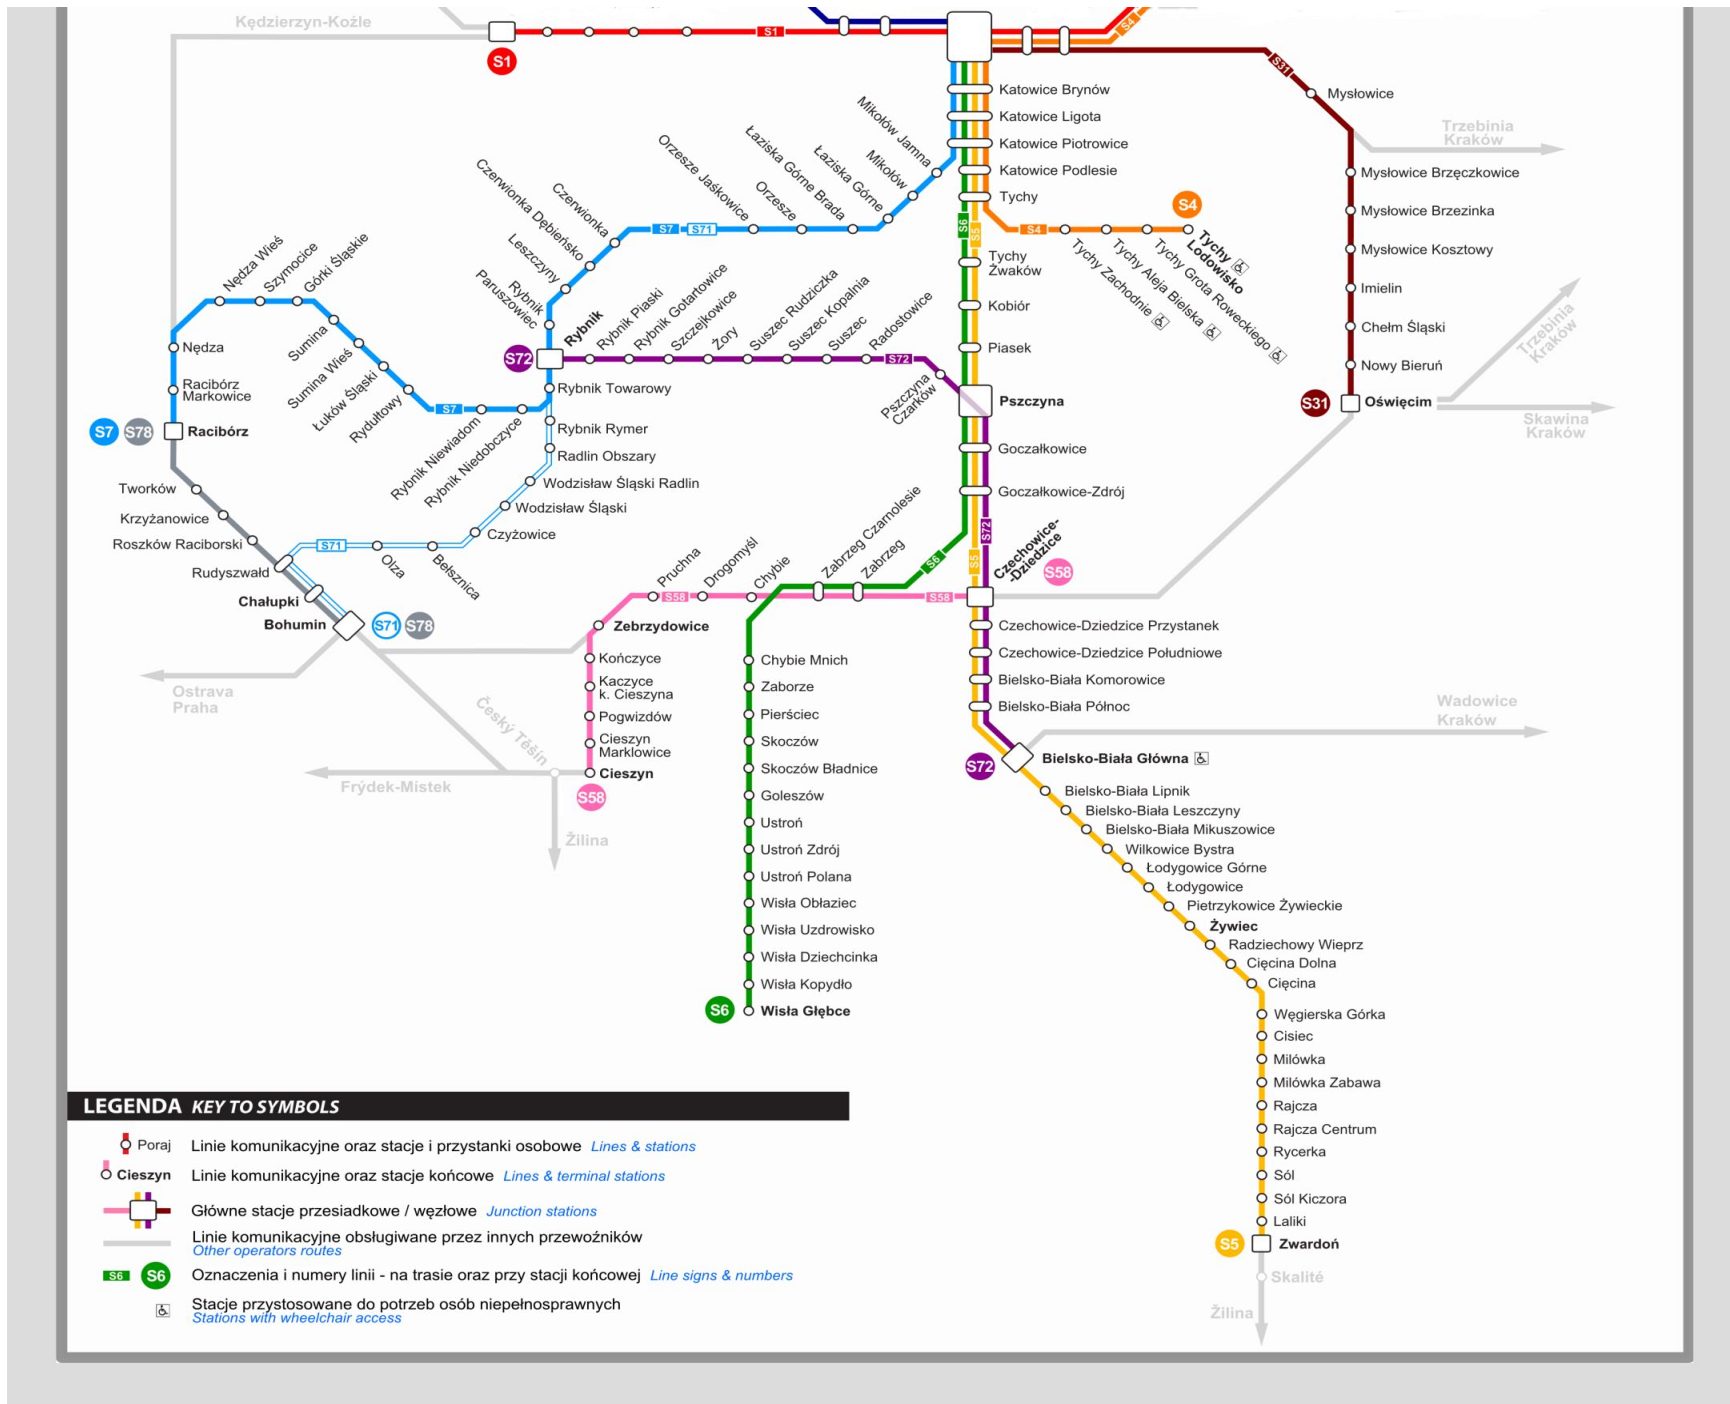 Kędzierzyn-Koźle
S1
S4
S1
S31
Mysłowice
Trzebinia
Kraków
Katowice Brynów
Katowice Ligota
Katowice Piotrowice
Katowice Podlesie
Tychy
S4
S4
Tychy
Lodowisko
Tychy Zachodnie
Tychy Aleja Bielska
Tychy Grota Roweckiego
Mysłowice Brzęczkowice
Mysłowice Brzezinka
Mysłowice Kosztowy
Imielin
Chełm Śląski
Nowy Bieruń
S31
Oświęcim
Trzebinia
Kraków
Skawina
Kraków
Mikołów Jamna
Mikołów
Łaziska Górne
Łaziska Górne Brada
Orzesze
Orzesze Jaśkowice
S7
S71
Czerwionka
Czerwionka Dębieńsko
Leszczyny
Rybnik
Paruszowiec
Rybnik
S72
Rybnik Piaski
Rybnik Gotartowice
Szczejkowice
Żory
Suszec Rudziczka
Suszec Kopalnia
Suszec
Radostowice
S72
Pszczyna
Czarków
S6
S5
Tychy
Żwaków
Kobiór
Piasek
Pszczyna
Goczałkowice
Goczałkowice-Zdrój
S72
S5
S6
Czechowice-
-Dziedzice
S58
Nędza Wieś
Szymocice
Górki Śląskie
Sumina
Sumina Wieś
Łuków Śląski
Rydułtowy
S7
Rybnik Niewiadom
Rybnik Niedobczyce
Nędza
Racibórz
Markowice
S7
S78
Racibórz
Tworków
Krzyżanowice
Roszków Raciborski
Rudyszwałd
Chałupki
Bohumin
S71
S78
Rybnik Towarowy
Rybnik Rymer
Radlin Obszary
Wodzisław Śląski Radlin
Wodzisław Śląski
Czyżowice
S71
Olza
Bełsznica
Ostrava
Praha
Český Těšín
Frýdek-Místek
Žilina
Pruchna
S58
Drogomyśl
Chybie
Zabrzeg Czarnolesie
Zabrzeg
S58
Zebrzydowice
Kończyce
Kaczyce
k. Cieszyna
Pogwizdów
Cieszyn
Marklowice
Cieszyn
S58
Chybie Mnich
Zaborze
Pierściec
Skoczów
Skoczów Bładnice
Goleszów
Ustroń
Ustroń Zdrój
Ustroń Polana
Wisła Obłaziec
Wisła Uzdrowisko
Wisła Dziechcinka
Wisła Kopydło
S6
Wisła Głębce
Czechowice-Dziedzice Przystanek
Czechowice-Dziedzice Południowe
Bielsko-Biała Komorowice
Bielsko-Biała Północ
S72
Bielsko-Biała Główna
Wadowice
Kraków
Bielsko-Biała Lipnik
Bielsko-Biała Leszczyny
Bielsko-Biała Mikuszowice
Wilkowice Bystra
Łodygowice Górne
Łodygowice
Pietrzykowice Żywieckie
Żywiec
Radziechowy Wieprz
Cięcina Dolna
Cięcina
Węgierska Górka
Cisiec
Milówka
Milówka Zabawa
Rajcza
Rajcza Centrum
Rycerka
Sól
Sól Kiczora
Laliki
S5
Zwardoń
Skalité
Žilina
LEGENDA KEY TO SYMBOLS
Poraj Linie komunikacyjne oraz stacje i przystanki osobowe Lines & stations
Cieszyn Linie komunikacyjne oraz stacje końcowe Lines & terminal stations
Główne stacje przesiadkowe / węzłowe Junction stations
Linie komunikacyjne obsługiwane przez innych przewoźników
Other operators routes
S6 S6 Oznaczenia i numery linii - na trasie oraz przy stacji końcowej Line signs & numbers
Stacje przystosowane do potrzeb osób niepełnosprawnych
Stations with wheelchair access